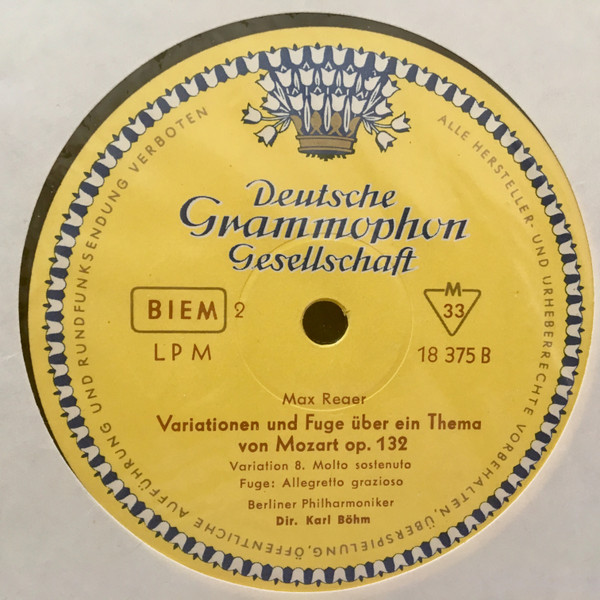 Deutsche
Grammophon
Gesellschaft
BIEM 2
LPM
M
33
18 375 B
Max Reger
Variationen und Fuge über ein Thema
von Mozart op. 132
Variation 8. Molto sostenuto
Fuge: Allegretto grazioso
Berliner Philharmoniker
Dir. Karl Böhm
ALLE HERSTELLER- UND URHEBERRECHTE VORBEHALTEN, ÜBERSPIELUNG, ÖFFENTLICHE AUFFÜHRUNG UND RUNDFUNKSENDUNG VERBOTEN